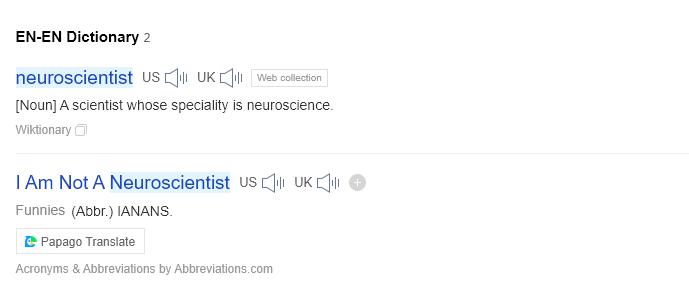 EN-EN Dictionary 2
neuroscientist US UK Web collection
[Noun] A scientist whose speciality is neuroscience.
Wiktionary
I Am Not A Neuroscientist US UK
Funnies (Abbr.) IANANS.
Papago Translate
Acronyms & Abbreviations by Abbreviations.com